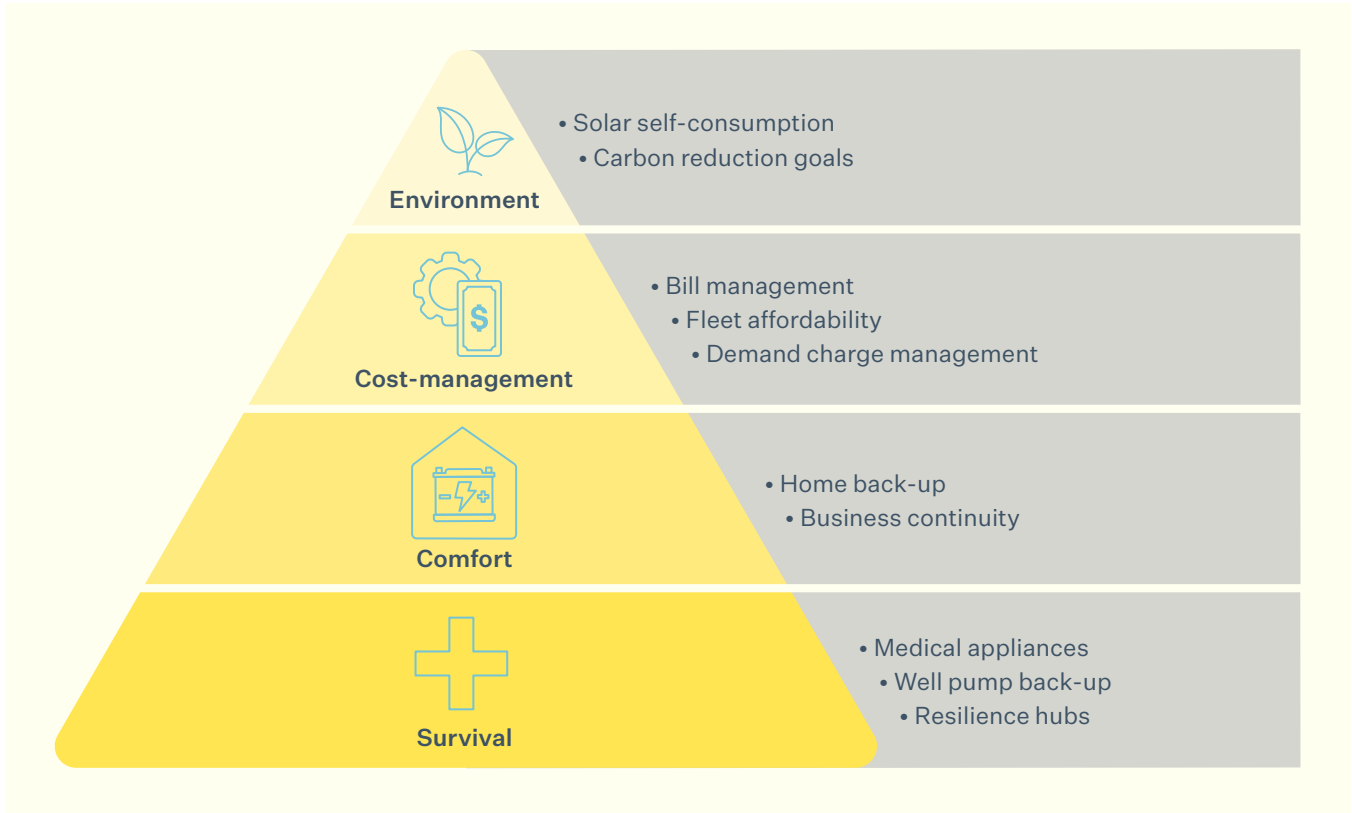 • Solar self-consumption
• Carbon reduction goals
Environment
• Bill management
• Fleet affordability
$
• Demand charge management
Cost-management
• Home back-up
• Business continuity
Comfort
• Medical appliances
• Well pump back-up
• Resilience hubs
Survival